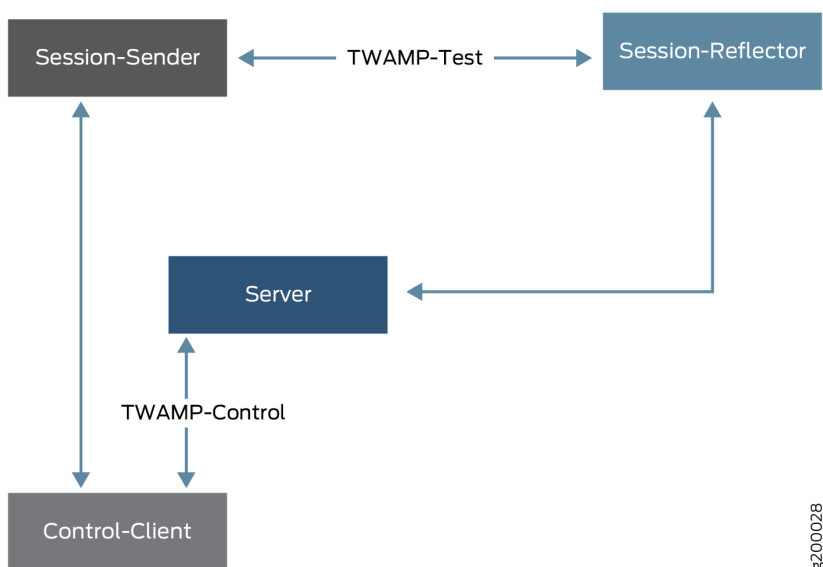 Session-Sender
TWAMP-Test
Session-Reflector
Server
TWAMP-Control
Control-Client
g200028